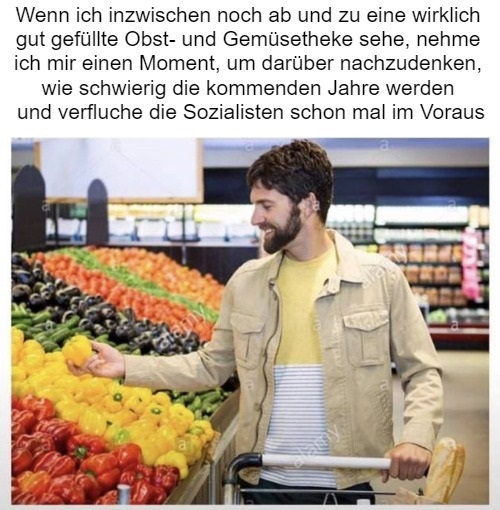 Wenn ich inzwischen noch ab und zu eine wirklich
gut gefüllte Obst- und Gemüsetheke sehe, nehme
ich mir einen Moment, um darüber nachzudenken,
wie schwierig die kommenden Jahre werden
und verfluche die Sozialisten schon mal im Voraus
alamy